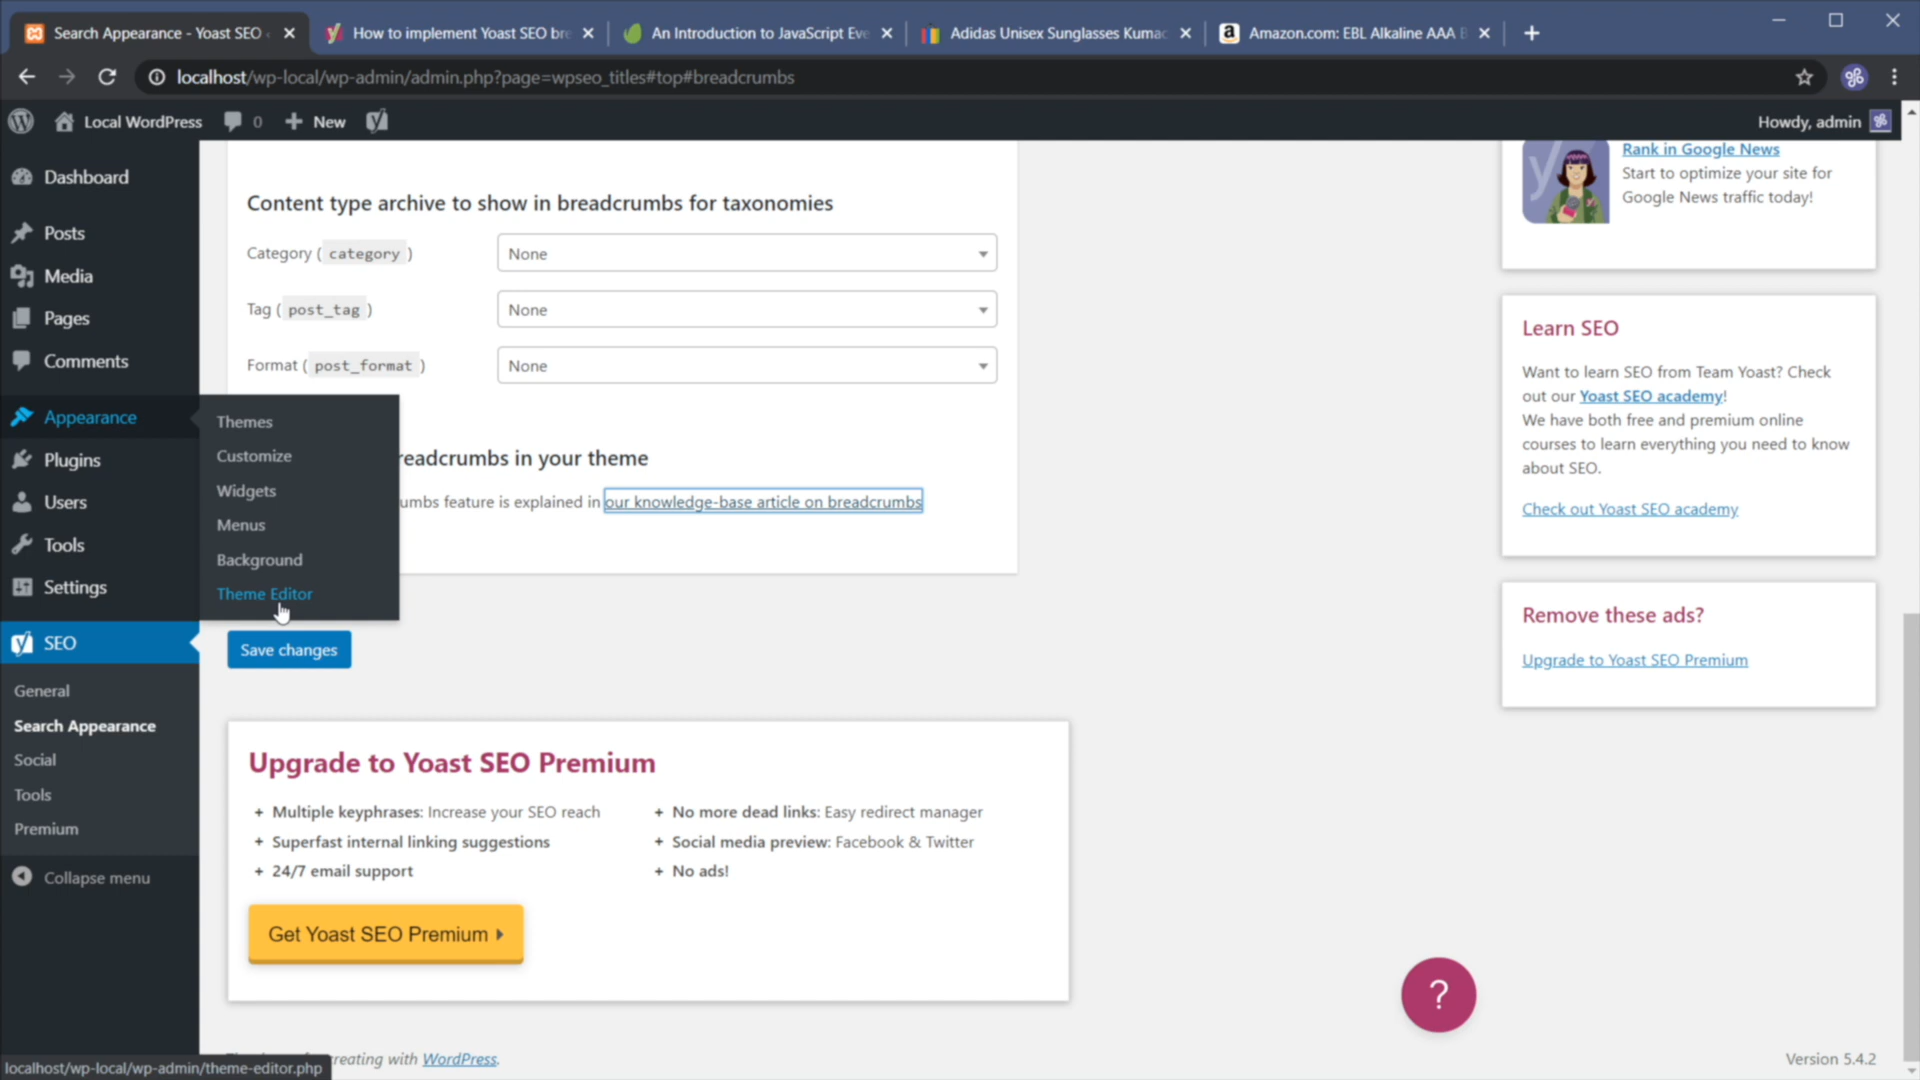 Search Appearance - Yoast SEO
How to implement Yoast SEO bre
An Introduction to JavaScript Eve
Adidas Unisex Sunglasses Kumac
Amazon.com: EBL Alkaline AAA B
localhost/wp-local/wp-admin/admin.php?page=wpseo_titles#top#breadcrumbs
Local WordPress
0
New
Howdy, admin
Dashboard
Posts
Media
Pages
Comments
Appearance
Plugins
Users
Tools
Settings
SEO
General
Search Appearance
Social
Tools
Premium
Collapse menu
Themes
Customize
Widgets
Menus
Background
Theme Editor
Content type archive to show in breadcrumbs for taxonomies
Category ( category ) None
Tag ( post_tag ) None
Format ( post_format ) None
readcrumbs in your theme
umbs feature is explained in our knowledge-base article on breadcrumbs
Save changes
Upgrade to Yoast SEO Premium
+ Multiple keyphrases: Increase your SEO reach
+ Superfast internal linking suggestions
+ 24/7 email support
+ No more dead links: Easy redirect manager
+ Social media preview: Facebook & Twitter
+ No ads!
Get Yoast SEO Premium
Rank in Google News
Start to optimize your site for
Google News traffic today!
Learn SEO
Want to learn SEO from Team Yoast? Check
out our Yoast SEO academy!
We have both free and premium online
courses to learn everything you need to know
about SEO.
Check out Yoast SEO academy
Remove these ads?
Upgrade to Yoast SEO Premium
?
reating with WordPress.
Version 5.4.2
localhost/wp-local/wp-admin/theme-editor.php